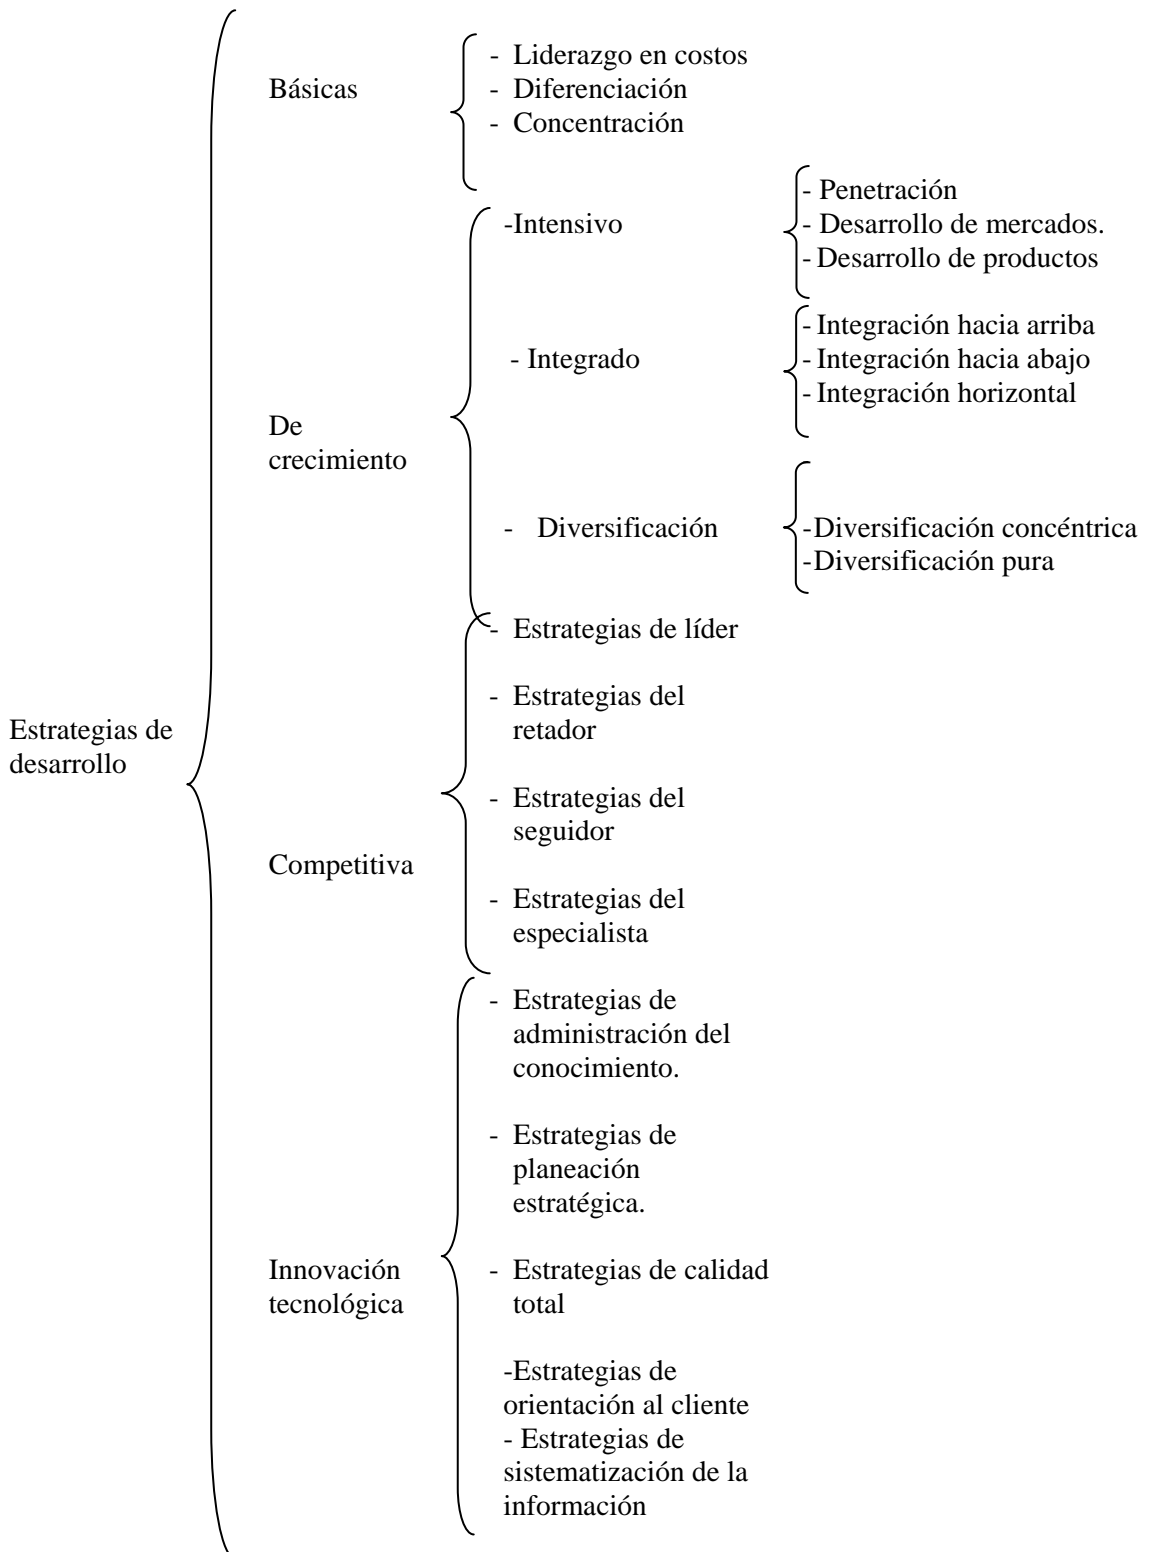 Básicas
- Liderazgo en costos
- Diferenciación
- Concentración
De
crecimiento
-Intensivo
- Penetración
- Desarrollo de mercados.
- Desarrollo de productos
- Integrado
- Integración hacia arriba
- Integración hacia abajo
- Integración horizontal
- Diversificación
-Diversificación concéntrica
-Diversificación pura
Estrategias de
desarrollo
Competitiva
- Estrategias de líder
- Estrategias del
retador
- Estrategias del
seguidor
- Estrategias del
especialista
Innovación
tecnológica
- Estrategias de
administración del
conocimiento.
- Estrategias de
planeación
estratégica.
- Estrategias de calidad
total
-Estrategias de
orientación al cliente
- Estrategias de
sistematización de la
información